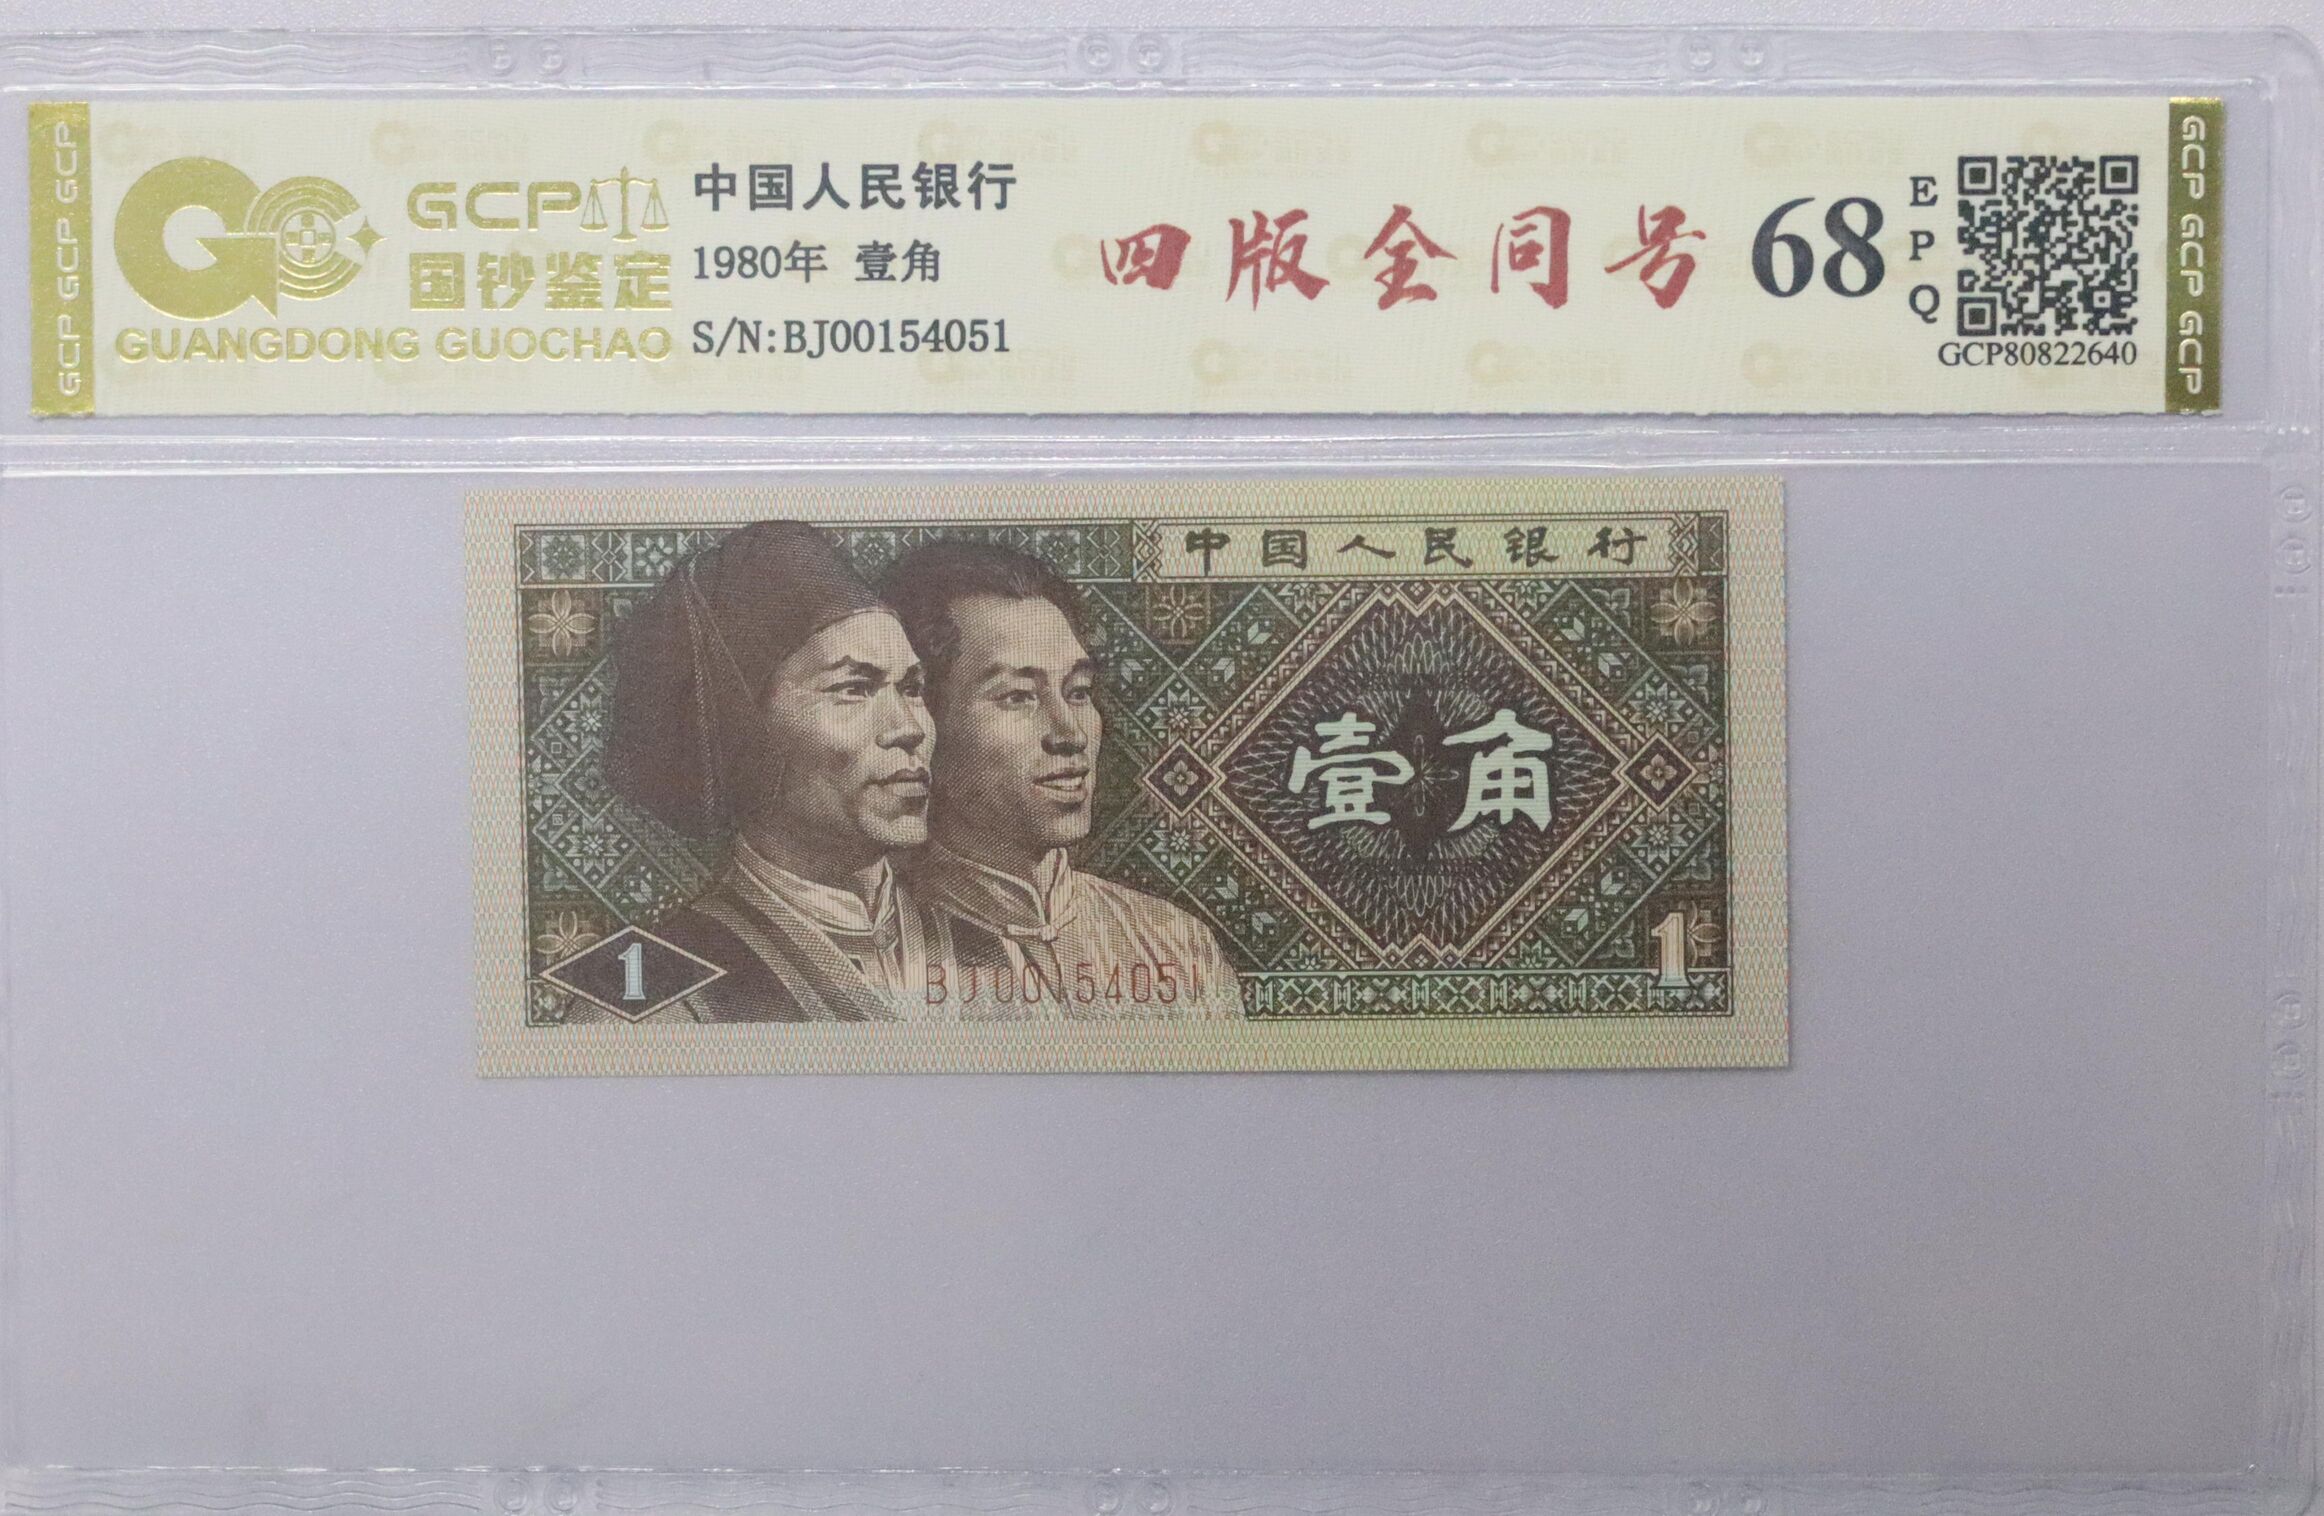 GCP GCP GCP
GCP
国钞鉴定
GUANGDONG GUOCHAO
中国人民银行
1980年 壹角
S/N:BJ00154051
四版全同号
68
EPQ
GCP80822640
GCP GCP GCP
中国人民银行
壹角
1
BJ00154051
1